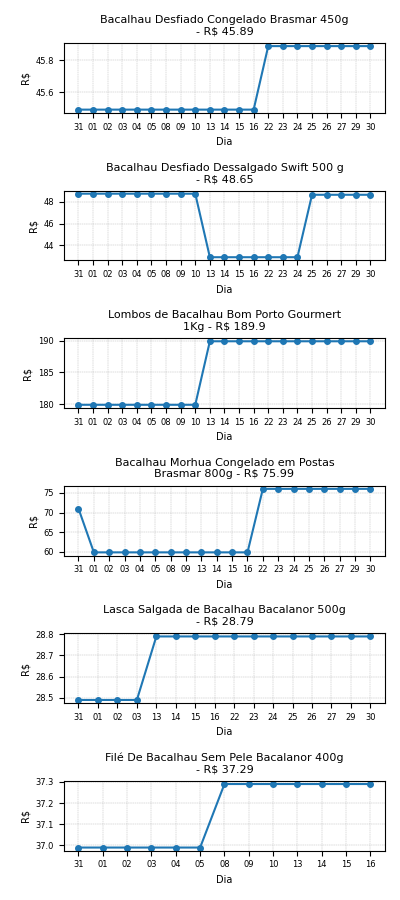 Bacalhau Desfiado Congelado Brasmar 450g
- R$ 45.89
45.8
45.6
R$
31 01 02 03 04 05 08 09 10 13 14 15 16 22 23 24 25 26 27 29 30
Dia
Bacalhau Desfiado Dessalgado Swift 500 g
- R$ 48.65
48
46
44
R$
31 01 02 03 04 05 08 09 10 13 14 15 16 22 23 24 25 26 27 29 30
Dia
Lombos de Bacalhau Bom Porto Gourmert
1Kg - R$ 189.9
190
185
180
R$
31 01 02 03 04 05 08 09 10 13 14 15 16 22 23 24 25 26 27 29 30
Dia
Bacalhau Morhua Congelado em Postas
Brasmar 800g - R$ 75.99
75
70
65
60
R$
31 01 02 03 04 05 08 09 13 14 15 16 22 23 24 25 26 27 29 30
Dia
Lasca Salgada de Bacalhau Bacalanor 500g
- R$ 28.79
28.8
28.7
28.6
28.5
R$
31 01 02 03 13 14 15 16 22 23 24 25 26 27 29 30
Dia
Filé De Bacalhau Sem Pele Bacalanor 400g
- R$ 37.29
37.3
37.2
37.1
37.0
R$
31 01 02 03 04 05 08 09 10 13 14 15 16
Dia